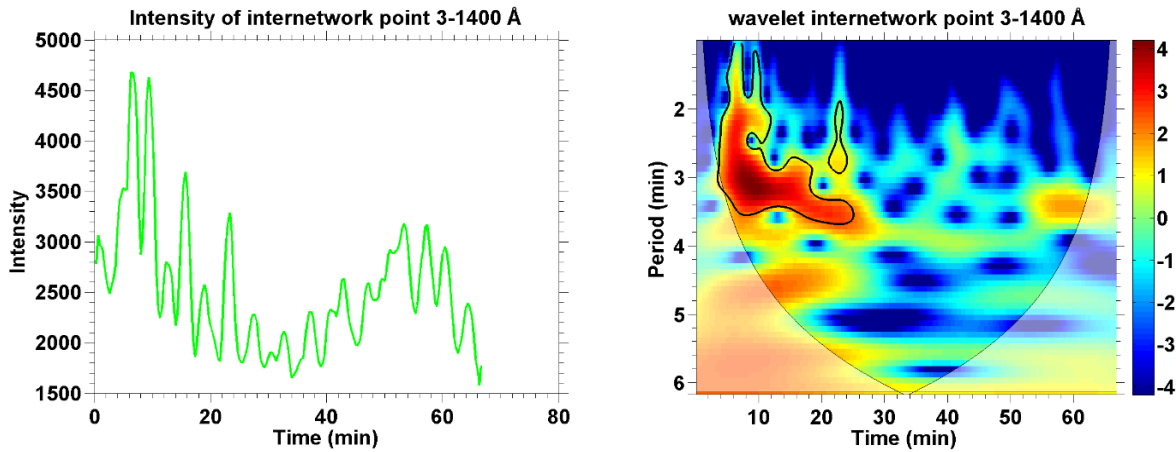 Intensity of internetwork point 3-1400 Å
5000
4500
4000
3500
3000
2500
2000
1500
Intensity
0 20 40 60 80
Time (min)
wavelet internetwork point 3-1400 Å
2
3
4
5
6
Period (min)
10 20 30 40 50 60
Time (min)
4
3
2
1
0
-1
-2
-3
-4